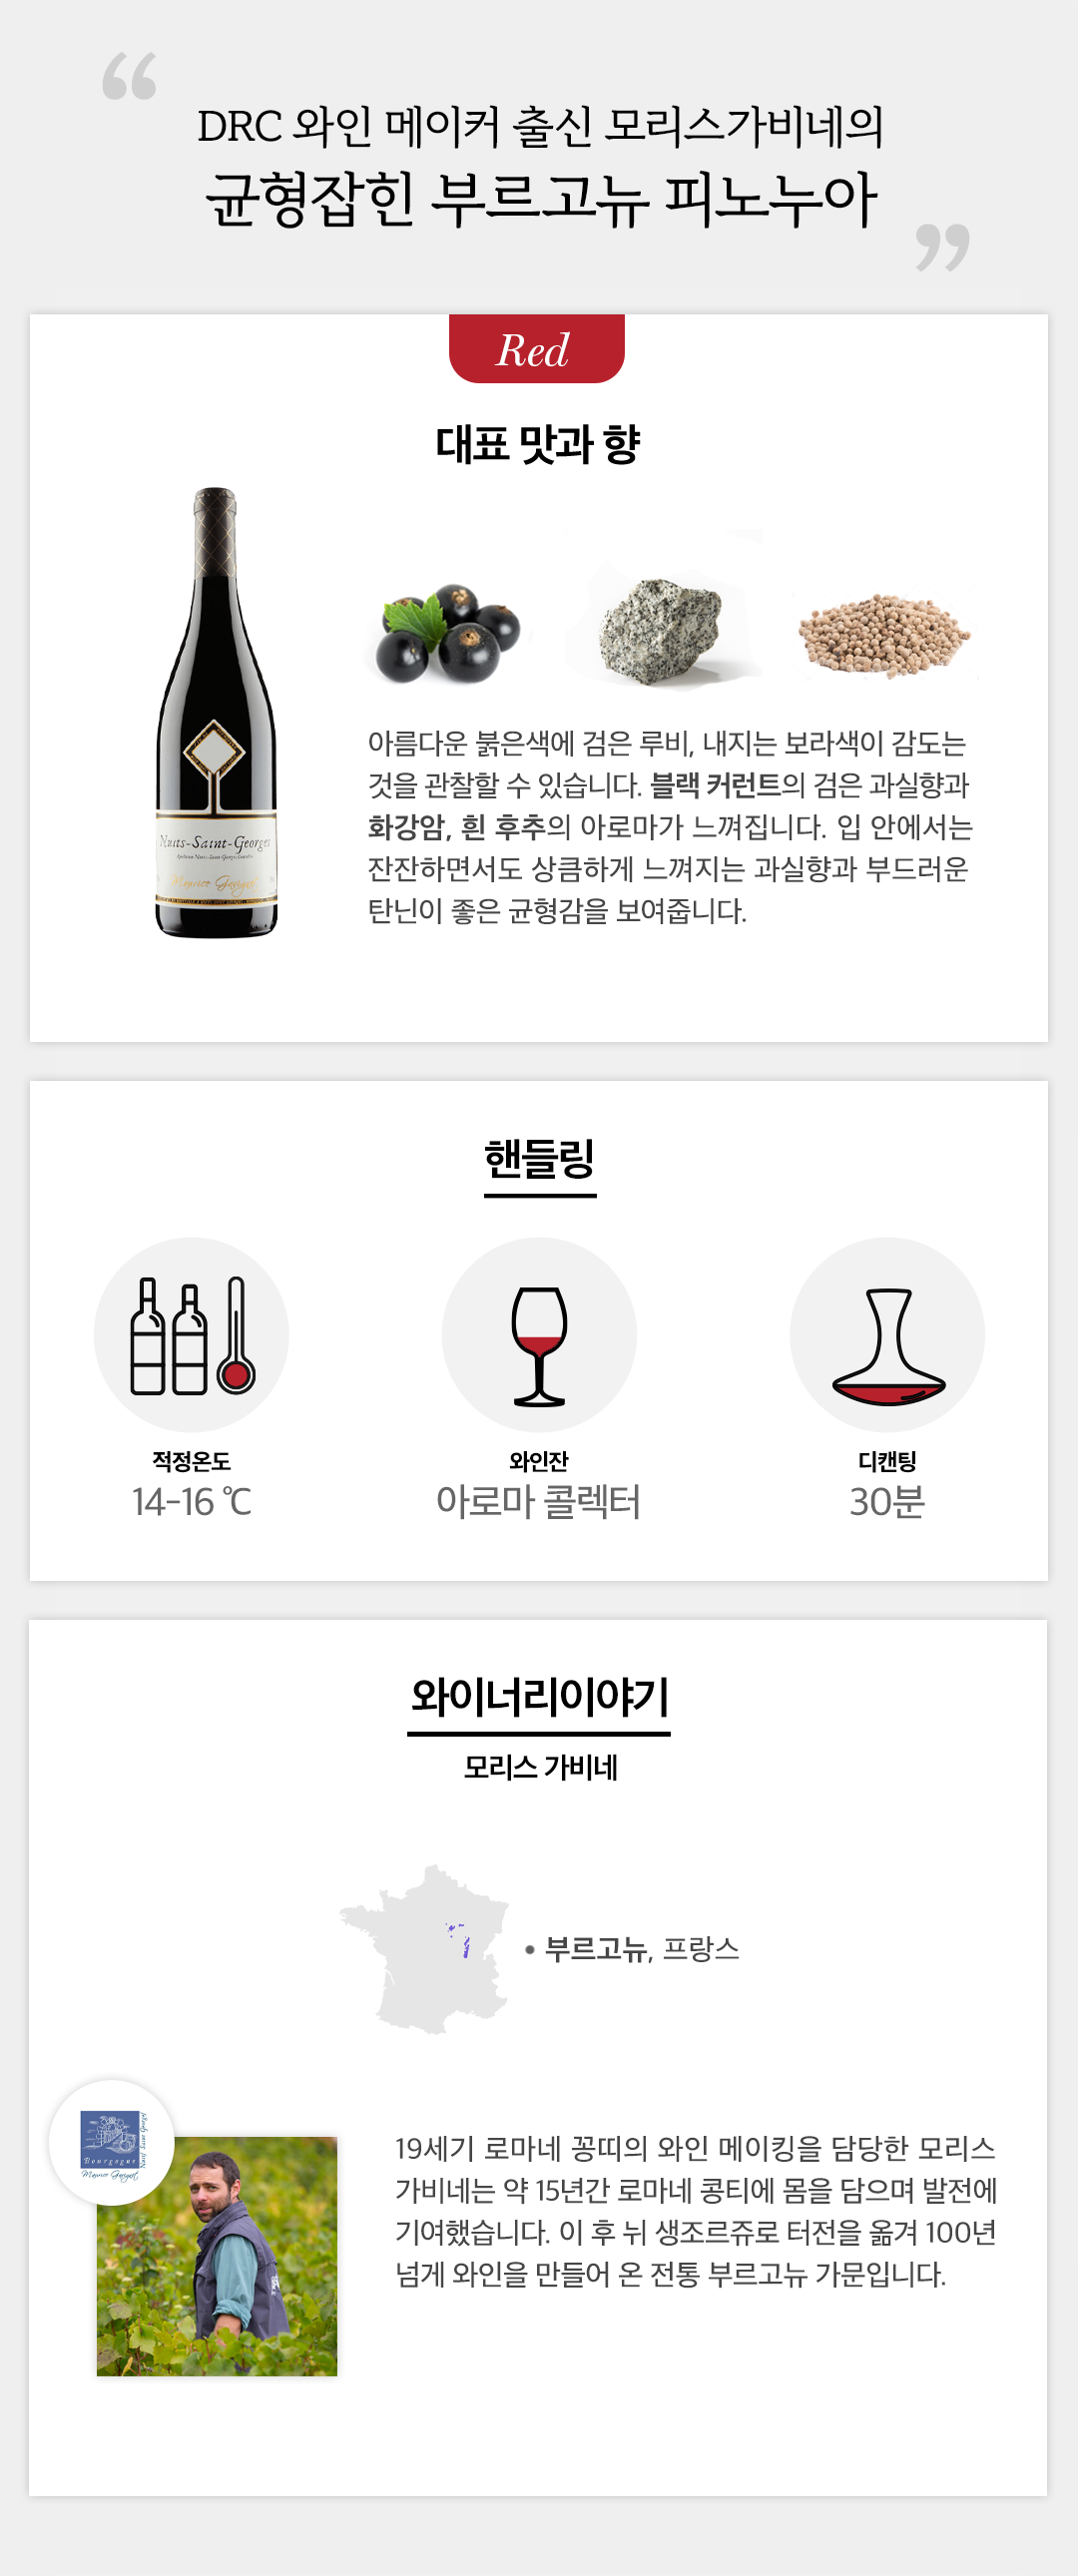 “
DRC 와인 메이커 출신 모리스가비네의
균형잡힌 부르고뉴 피노누아
”
Red
대표 맛과 향
Nuits-Saint-Georges
Maurice Gavignet
아름다운 붉은색에 검은 루비, 내지는 보라색이 감도는
것을 관찰할 수 있습니다. 블랙 커런트의 검은 과실향과
화강암, 흰 후추의 아로마가 느껴집니다. 입 안에서는
잔잔하면서도 상큼하게 느껴지는 과실향과 부드러운
탄닌이 좋은 균형감을 보여줍니다.
핸들링
적정온도
14-16 ℃
와인잔
아로마 콜렉터
디캔팅
30분
와이너리이야기
모리스 가비네
• 부르고뉴, 프랑스
Bourgogne
Nuits Saint Georges
Maurice Gavignet
19세기 로마네 꽁띠의 와인 메이킹을 담당한 모리스
가비네는 약 15년간 로마네 콩티에 몸을 담으며 발전에
기여했습니다. 이 후 뉘 생조르쥬로 터전을 옮겨 100년
넘게 와인을 만들어 온 전통 부르고뉴 가문입니다.